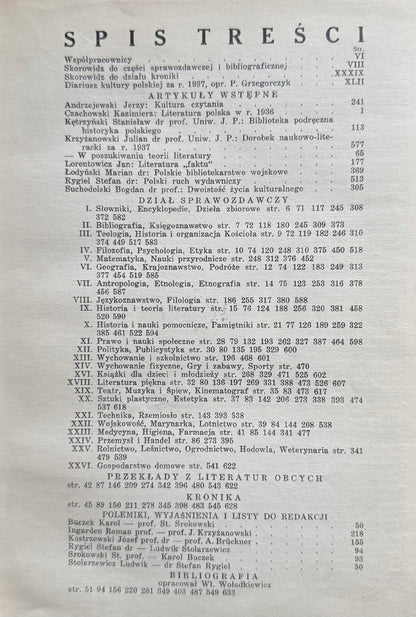 SPIS TREŚCI
Str.
Współpracownicy . . . . . . . . . VI
Skorowidz do części sprawozdawczej i bibliograficznej . . . VIII
Skorowidz do działu kroniki . . . . . . . XXXIX
Diariusz kultury polskiej za r. 1937, opr. P. Grzegorczyk . . XLII
ARTYKUŁY WSTĘPNE
Andrzejewski Jerzy: Kultura czytania . . . . . 241
Czachowski Kazimierz: Literatura polska w r. 1936 . . . 1
Kętrzyński Stanisław dr prof. Uniw. J. P.: Biblioteka podręczna
historyka polskiego . . . . . . . . 113
Krzyżanowski Julian dr prof. Uniw. J. P.: Dorobek naukowo-lite-
racki za r. 1937 . . . . . . . . 577
— W poszukiwaniu teorii literatury . . . . . 65
Lorentowicz Jan: Literatura „faktu” . . . . . 177
Łodyński Marian dr: Polskie bibliotekarstwo wojskowe . . 369
Rygiel Stefan dr: Polski ruch wydawniczy . . . . 513
Suchodolski Bogdan dr prof.: Dwoistość życia kulturalnego . . 305
DZIAŁ SPRAWOZDAWCZY
I. Słowniki, Encyklopedie, Dzieła zbiorowe str. 6 71 117 245 308
372 582
II. Bibliografia, Księgoznawstwo str. 7 72 118 180 245 309 373
III. Teologia, Historia i organizacja Kościoła str. 9 72 119 182 246 310
374 449 517 583
IV. Filozofia, Psychologia, Etyka str. 10 74 120 248 310 375 450 518
V. Matematyka, Nauki przyrodnicze str. 248 312 376 452
VI. Geografia, Krajoznawstwo, Podróże str. 12 74 122 183 249 313
377 454 519 585
VII. Antropologia, Etnologia, Etnografia str. 14 75 123 253 316 378
456 587
VIII. Językoznawstwo, Filologia str. 186 255 317 380 588
IX. Historia i teoria literatury str. 15 76 124 188 256 320 381 458
520 590
X. Historia i nauki pomocnicze, Pamiętniki str. 21 77 126 189 259 322
385 461 522 594
XI. Prawo i nauki społeczne str. 28 79 132 193 262 327 387 464 598
XII. Polityka, Publicystyka str. 30 80 135 195 329 600
XIII. Wychowanie i szkolnictwo str. 196 468 601
XIV. Wychowanie fizyczne, Gry i zabawy, Sporting str. 470
XVI. Książki dla dzieci i młodzieży str. 268 329 471 525 602
XVIII. Literatura piękna str. 32 80 136 197 269 331 388 473 526 607
XIX. Teatr, Muzyka i śpiew, Kinematograf str. 35 83 473 617
XX. Sztuki plastyczne, Estetyka str. 37 83 142 206 273 338 393 474
537 618
XXI. Technika, Rzemiosło str. 143 393 538
XXII. Wojskowość, Marynarka, Lotnictwo str. 39 84 144 208 538
XXIII. Medycyna, Higiena, Farmacja str. 41 85 144 341 477
XXIV. Przemysł i Handel str. 86 273 395
XXV. Rolnictwo, Leśnictwo, Ogrodnictwo, Hodowla, Weterynaria str. 341
479 539
XXVI. Gospodarstwo domowe str. 541 622
PRZEKŁADY Z LITERATUR OBCYCH
str. 42 87 146 209 274 342 396 480 543 622
KRONIKA
str. 45 89 150 211 278 345 398 483 545 628
POLEMIKI, WYJAŚNIENIA I LISTY DO REDAKCJI
Buczek Karol — prof. St. Srokowski . . . . . 50
Ingarden Roman prof. — prof. J. Krzyżanowski . . . 218
Kostrzewski Józef prof. dr — prof. A. Brückner . . . 155
Rygiel Stefan dr — Ludwik Stolarzewicz . . . . 94
Srokowski St. prof. — Karol Buczek . . . . . 93
Stolarzewicz Ludwik — dr Stefan Rygiel . . . . 50
BIBLIOGRAFIA
opracował Wł. Wołodkiewicz
str. 51 94 156 220 281 349 403 487 549 633